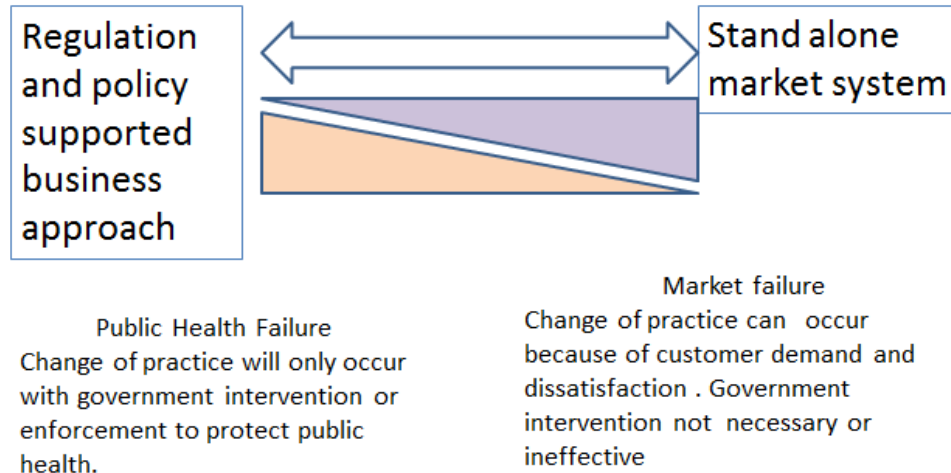 Regulation
and policy
supported
business
approach
Stand alone
market system
Public Health Failure
Change of practice will only occur
with government intervention or
enforcement to protect public
health.
Market failure
Change of practice can occur
because of customer demand and
dissatisfaction . Government
intervention not necessary or
ineffective